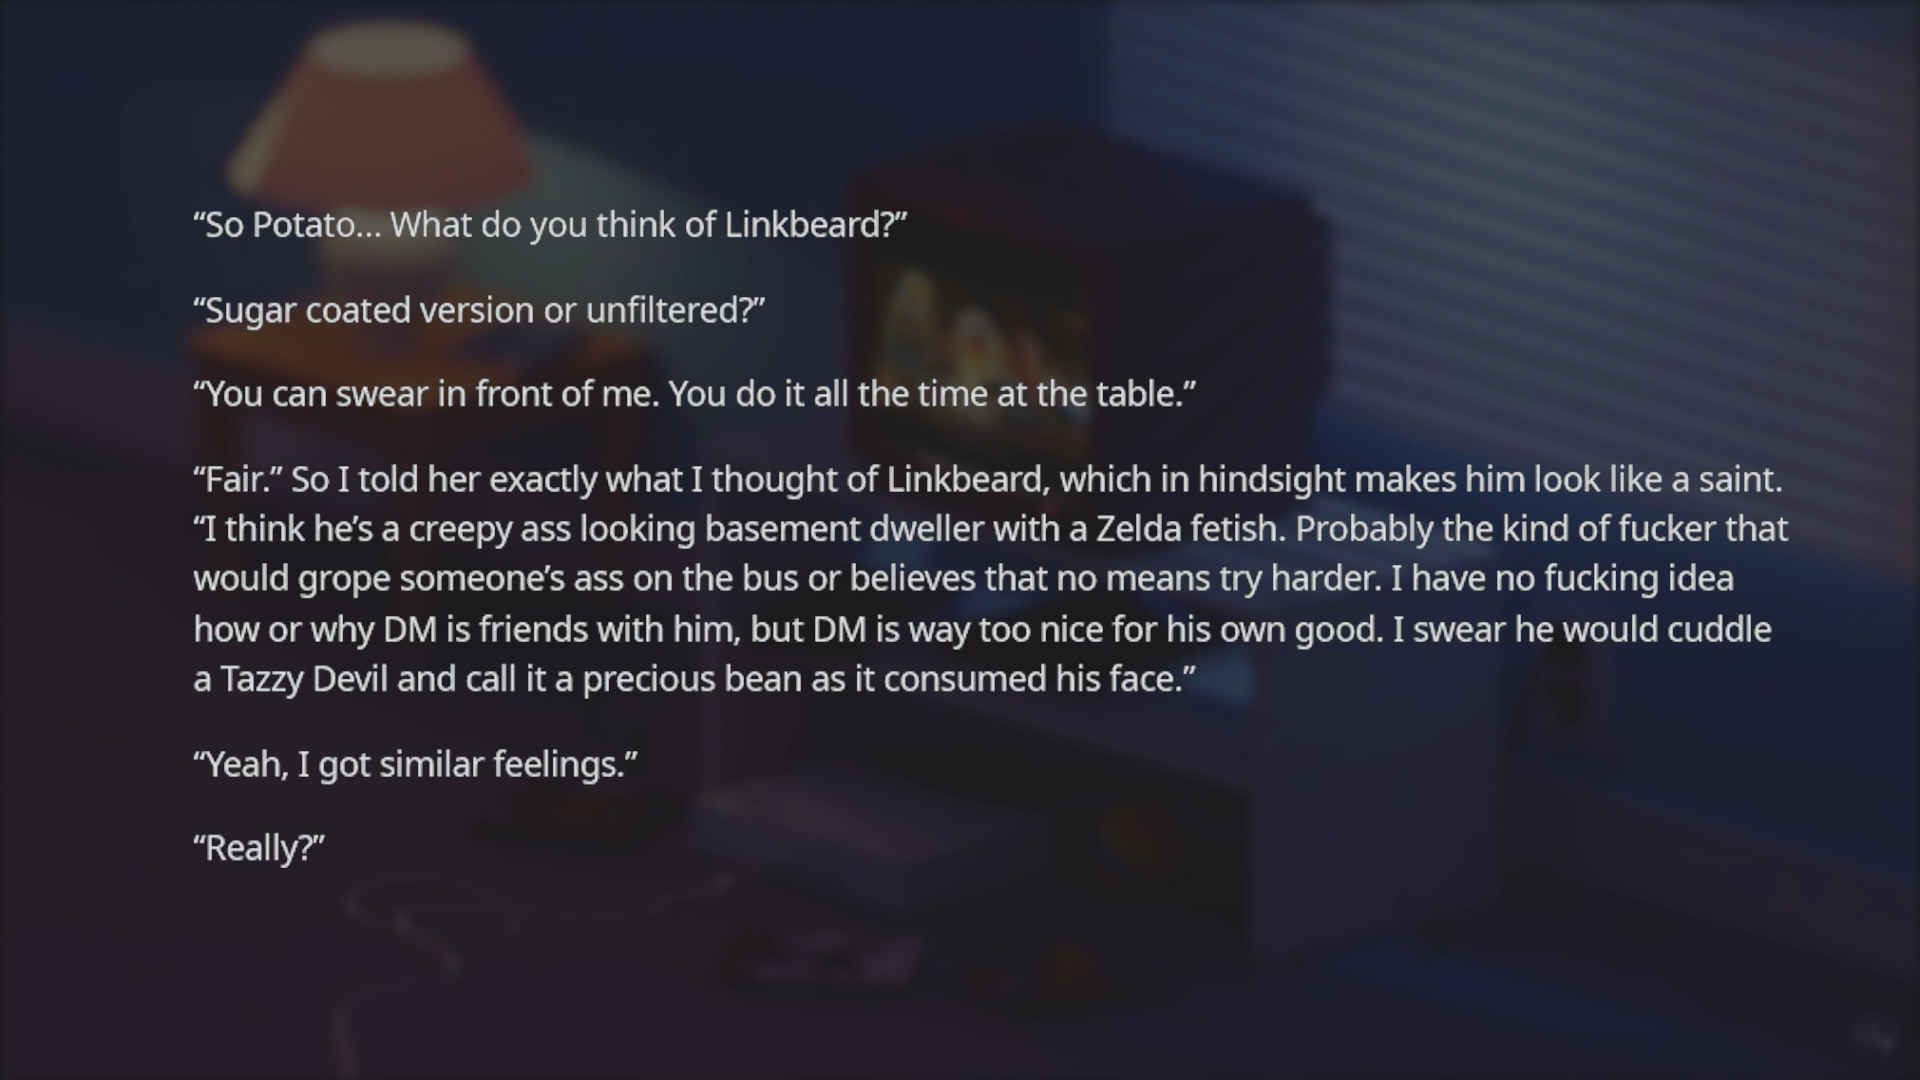 “So Potato... What do you think of Linkbeard?”
“Sugar coated version or unfiltered?”
“You can swear in front of me. You do it all the time at the table.”
“Fair.” So I told her exactly what I thought of Linkbeard, which in hindsight makes him look like a saint.
“I think he’s a creepy ass looking basement dweller with a Zelda fetish. Probably the kind of fucker that
would grope someone’s ass on the bus or believes that no means try harder. I have no fucking idea
how or why DM is friends with him, but DM is way too nice for his own good. I swear he would cuddle
a Tazzy Devil and call it a precious bean as it consumed his face.”
“Yeah, I got similar feelings.”
“Really?”